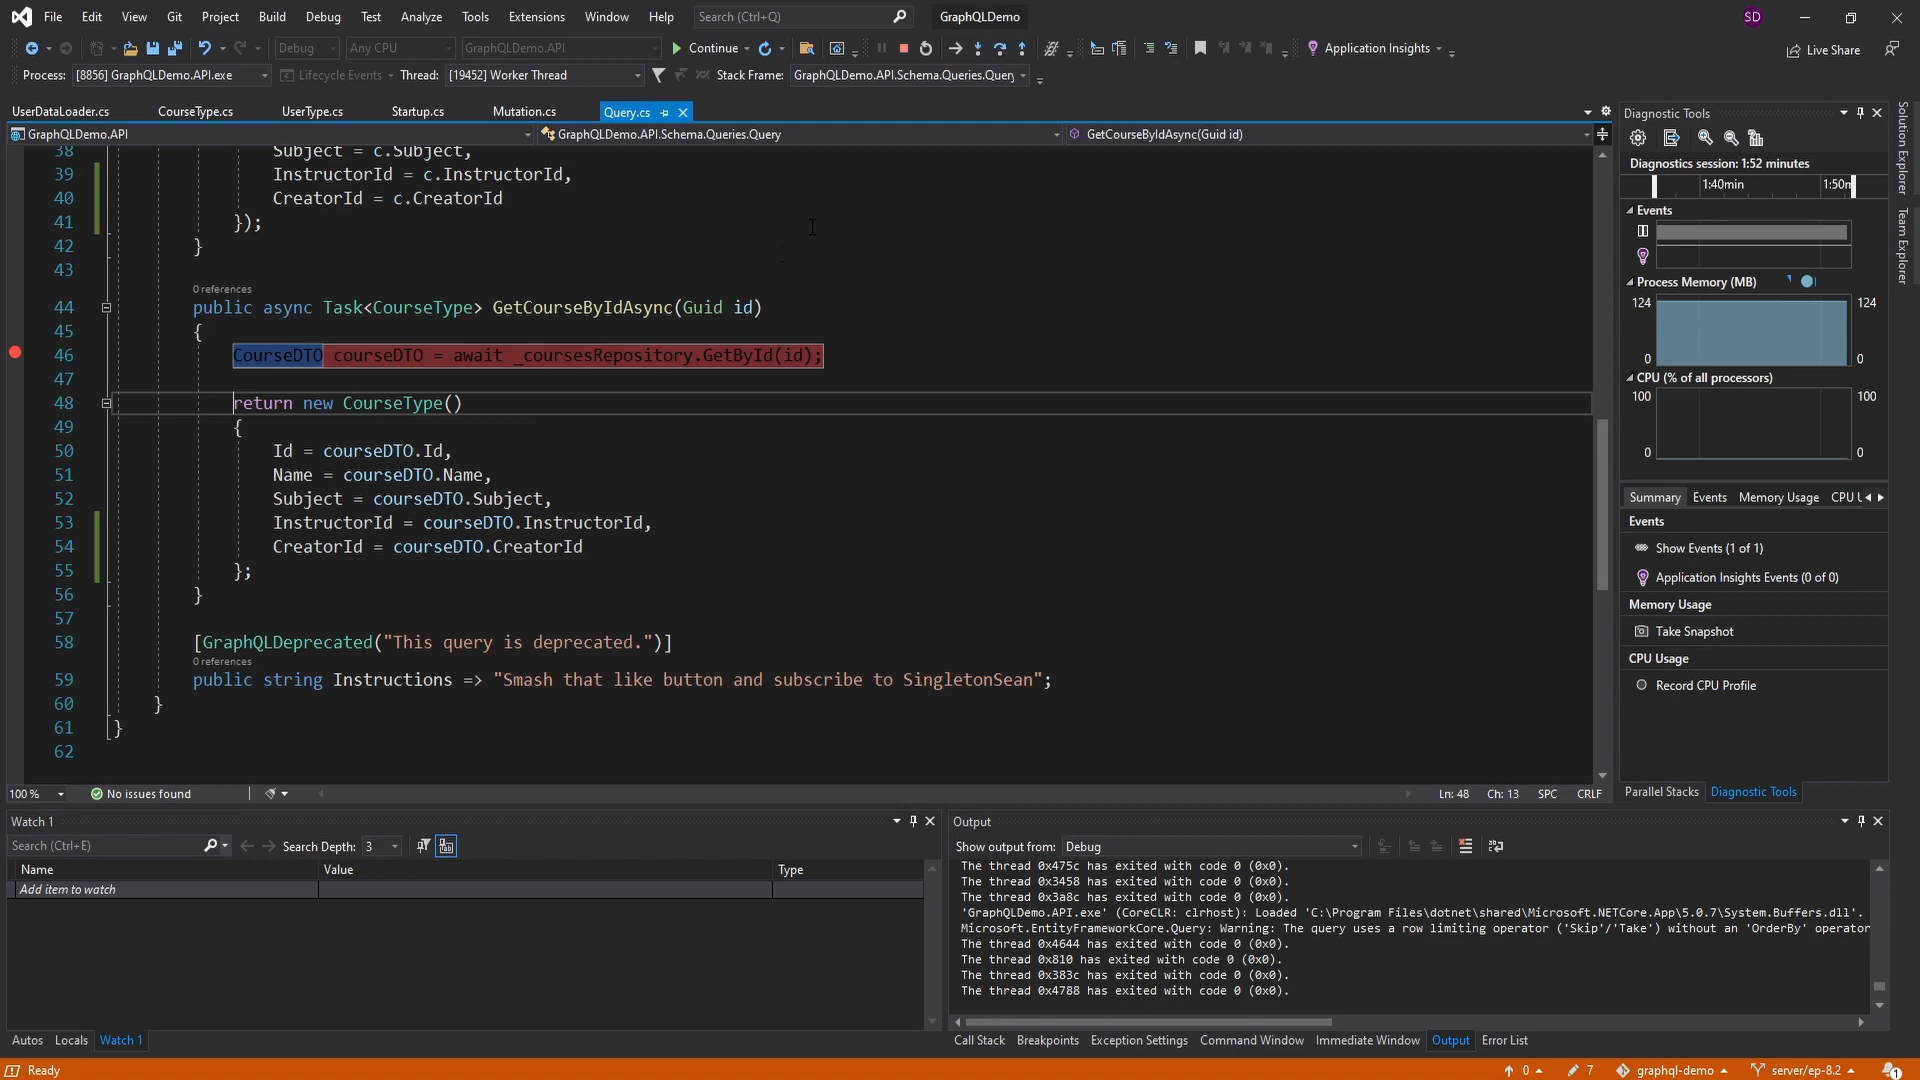 File Edit View Git Project Build Debug Test Analyze Tools Extensions Window Help Search (Ctrl+Q) GraphQLDemo SD
Debug Any CPU GraphQLDemo.API Continue Application Insights Live Share
Process: [8856] GraphQLDemo.API.exe Lifecycle Events Thread: [19452] Worker Thread Stack Frame: GraphQLDemo.API.Schema.Queries.Query
UserDataLoader.cs CourseType.cs UserType.cs Startup.cs Mutation.cs Query.cs
GraphQLDemo.API GraphQLDemo.API.Schema.Queries.Query GetCourseByIdAsync(Guid id)
38 Subject = c.Subject,
39 InstructorId = c.InstructorId,
40 CreatorId = c.CreatorId
41 });
42 }
43
0 references
44 public async Task<CourseType> GetCourseByIdAsync(Guid id)
45 {
46 CourseDTO courseDTO = await _coursesRepository.GetById(id);
47
48 return new CourseType()
49 {
50 Id = courseDTO.Id,
51 Name = courseDTO.Name,
52 Subject = courseDTO.Subject,
53 InstructorId = courseDTO.InstructorId,
54 CreatorId = courseDTO.CreatorId
55 };
56 }
57
58 [GraphQLDeprecated("This query is deprecated.")]
0 references
59 public string Instructions => "Smash that like button and subscribe to SingletonSean";
60 }
61 }
62
100 % No issues found Ln: 48 Ch: 13 SPC CRLF
Diagnostic Tools
Diagnostics session: 1:52 minutes
1:40min 1:50m
Events
Process Memory (MB)
124 124
0 0
CPU (% of all processors)
100 100
0 0
Summary Events Memory Usage CPU U
Events
Show Events (1 of 1)
Application Insights Events (0 of 0)
Memory Usage
Take Snapshot
CPU Usage
Record CPU Profile
Parallel Stacks Diagnostic Tools
Solution Explorer
Team Explorer
Watch 1
Search (Ctrl+E) Search Depth: 3
Name Value Type
Add item to watch
Autos Locals Watch 1
Output
Show output from: Debug
The thread 0x475c has exited with code 0 (0x0).
The thread 0x3458 has exited with code 0 (0x0).
The thread 0x3a8c has exited with code 0 (0x0).
'GraphQLDemo.API.exe' (CoreCLR: clrhost): Loaded 'C:\Program Files\dotnet\shared\Microsoft.NETCore.App\5.0.7\System.Buffers.dll'.
Microsoft.EntityFrameworkCore.Query: Warning: The query uses a row limiting operator ('Skip'/'Take') without an 'OrderBy' operator
The thread 0x4644 has exited with code 0 (0x0).
The thread 0x810 has exited with code 0 (0x0).
The thread 0x383c has exited with code 0 (0x0).
The thread 0x4788 has exited with code 0 (0x0).
Call Stack Breakpoints Exception Settings Command Window Immediate Window Output Error List
Ready 0 7 graphql-demo server/ep-8.2 1